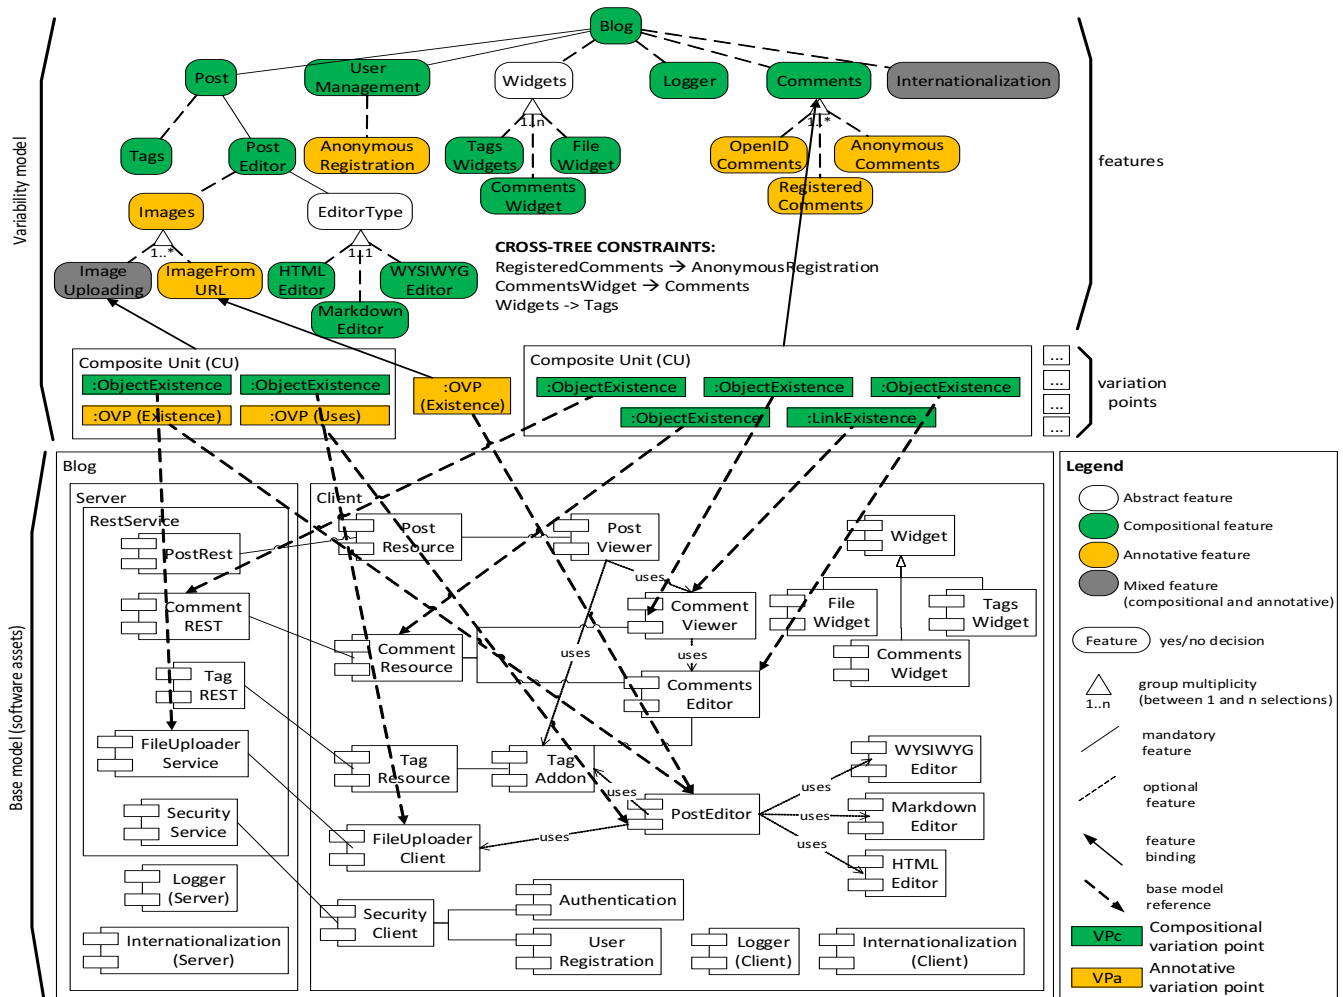 Blog
Post
User
Management
Widgets
Logger
Comments
Internationalization
1..n
1..*
Tags
Post
Editor
Anonymous
Registration
Tags
Widgets
File
Widget
Comments
Widget
OpenID
Comments
Anonymous
Comments
Registered
Comments
features
Variability model
Images
EditorType
1..*
1..1
Image
Uploading
ImageFrom
URL
HTML
Editor
WYSIWYG
Editor
Markdown
Editor
CROSS-TREE CONSTRAINTS:
RegisteredComments → AnonymousRegistration
CommentsWidget → Comments
Widgets -> Tags
Composite Unit (CU)
:ObjectExistence
:ObjectExistence
:OVP (Existence)
:OVP (Uses)
:OVP
(Existence)
Composite Unit (CU)
:ObjectExistence
:ObjectExistence
:ObjectExistence
:ObjectExistence
:LinkExistence
...
...
...
...
variation
points
Base model (software assets)
Blog
Server
RestService
PostRest
Comment
REST
Tag
REST
FileUploader
Service
Security
Service
Logger
(Server)
Internationalization
(Server)
Client
Post
Resource
Post
Viewer
Widget
uses
Comment
Viewer
File
Widget
Tags
Widget
Comment
Resource
uses
uses
Comments
Editor
Comments
Widget
Tag
Resource
Tag
Addon
WYSIWYG
Editor
uses
PostEditor
uses
uses
Markdown
Editor
uses
FileUploader
Client
uses
HTML
Editor
Security
Client
Authentication
User
Registration
Logger
(Client)
Internationalization
(Client)
Legend
Abstract feature
Compositional feature
Annotative feature
Mixed feature
(compositional and annotative)
Feature
yes/no decision
1..n
group multiplicity
(between 1 and n selections)
mandatory
feature
optional
feature
feature
binding
base model
reference
VPc
Compositional
variation point
VPa
Annotative
variation point